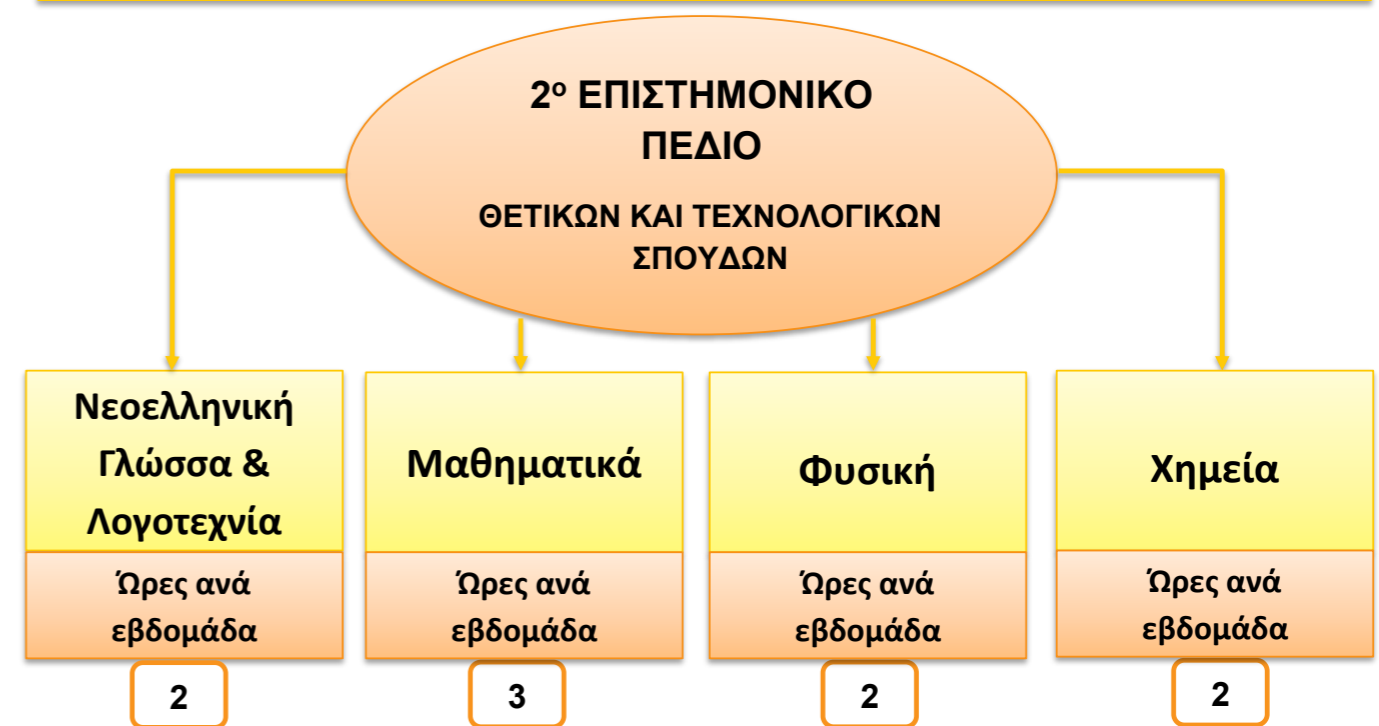 2ο ΕΠΙΣΤΗΜΟΝΙΚΟ
ΠΕΔΙΟ
ΘΕΤΙΚΩΝ ΚΑΙ ΤΕΧΝΟΛΟΓΙΚΩΝ
ΣΠΟΥΔΩΝ
Νεοελληνική
Γλώσσα &
Λογοτεχνία
Ώρες ανά
εβδομάδα
2
Μαθηματικά
Ώρες ανά
εβδομάδα
3
Φυσική
Ώρες ανά
εβδομάδα
2
Χημεία
Ώρες ανά
εβδομάδα
2